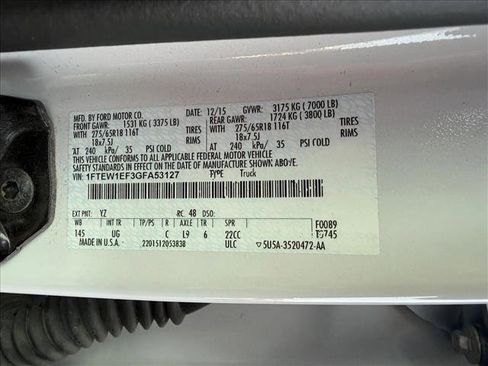 MFD. BY FORD MOTOR CO.
12/15 GVWR: 3175 KG ( 7000 LB)
FRONT GAWR: 1531 KG ( 3375 LB) REAR GAWR: 1724 KG ( 3800 LB)
WITH 275/65R18 116T TIRES WITH 275/65R18 116T TIRES
18x7.5J RIMS 18x7.5J RIMS
AT 240 kPa/ 35 PSI COLD AT 240 kPa/ 35 PSI COLD
THIS VEHICLE CONFORMS TO ALL APPLICABLE FEDERAL MOTOR VEHICLE
SAFETY STANDARDS IN EFFECT ON THE DATE OF MANUFACTURE SHOWN ABOVE.
VIN: 1FTEW1EF3GFA53127 TYPE Truck
EXT PNT: YZ RC: 48 DSO:
WB INT TR TP/PS R AXLE TR SPR F0089
145 UG C L9 6 22CC
MADE IN U.S.A. 2201512053838 ULC 5U5A-3520472-AA